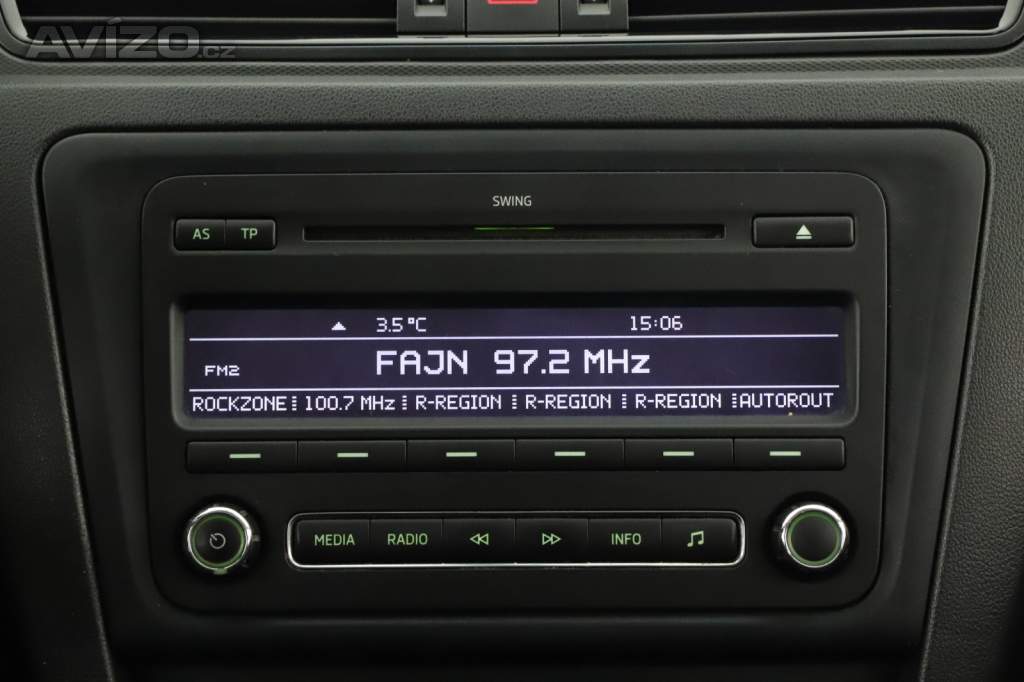 AVÍZO.cz
SWING
AS TP
3.5°C 15:06
FM2 FAJN 97.2 MHz
ROCKZONE 100.7 MHz R-REGION R-REGION R-REGION AUTOROUT
MEDIA RADIO INFO